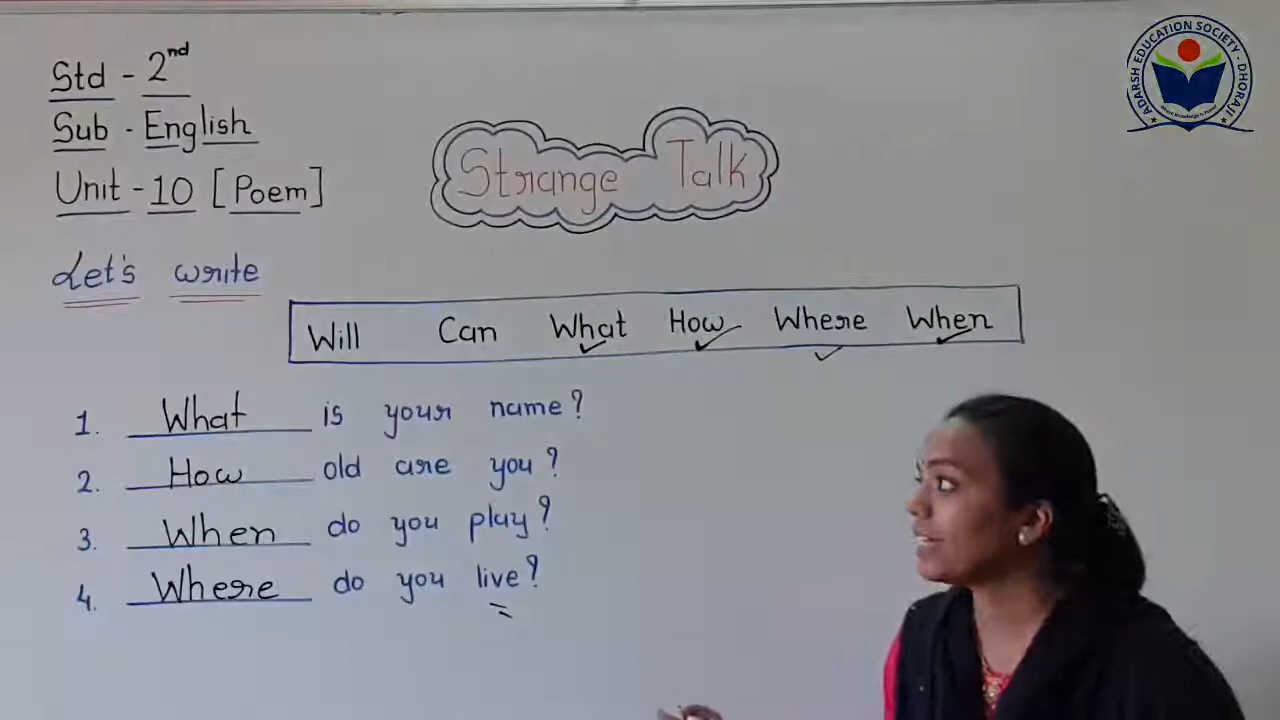 Std - 2nd
Sub - English
Unit - 10 [Poem]
Strange Talk
ADARSH EDUCATION SOCIETY - DHORAJI
Let's write
Will Can What How Where When
1. What is your name?
2. How old are you?
3. When do you play?
4. Where do you live?